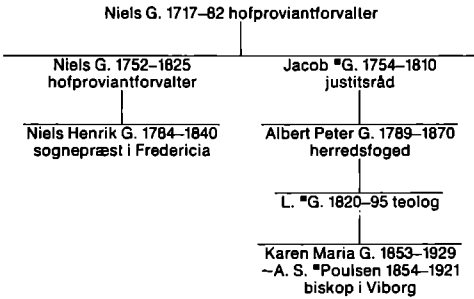 Niels G. 1717–82 hofproviantforvalter
Niels G. 1752–1825
hofproviantforvalter
Jacob ■G. 1754–1810
justitsråd
Niels Henrik G. 1784–1840
sognepræst i Fredericia
Albert Peter G. 1789–1870
herredsfoged
L. ■G. 1820–95 teolog
Karen Maria G. 1853–1929
~A. S. ■Poulsen 1854–1921
biskop i Viborg